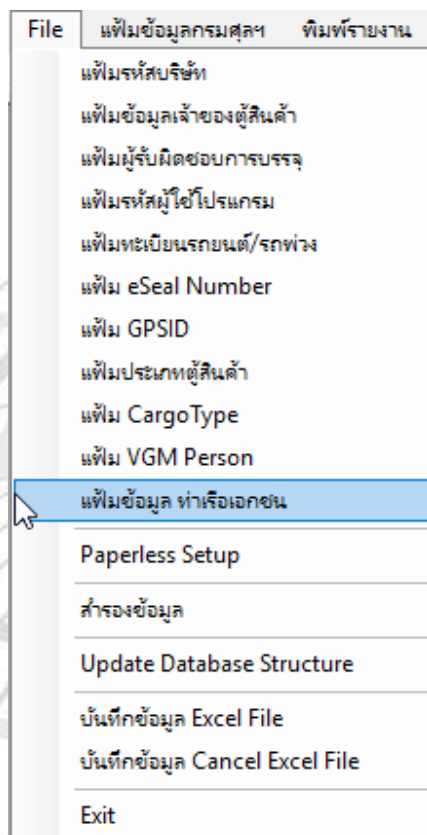 File แฟ้มข้อมูลกรมศุลฯ พิมพ์รายงาน
แฟ้มรหัสบริษัท
แฟ้มข้อมูลเจ้าของตู้สินค้า
แฟ้มผู้รับผิดชอบการบรรจุ
แฟ้มรหัสผู้ใช้โปรแกรม
แฟ้มทะเบียนรถยนต์/รถพ่วง
แฟ้ม eSeal Number
แฟ้ม GPSID
แฟ้มประเภทตู้สินค้า
แฟ้ม CargoType
แฟ้ม VGM Person
แฟ้มข้อมูล ท่าเรือเอกชน
Paperless Setup
สำรองข้อมูล
Update Database Structure
บันทึกข้อมูล Excel File
บันทึกข้อมูล Cancel Excel File
Exit